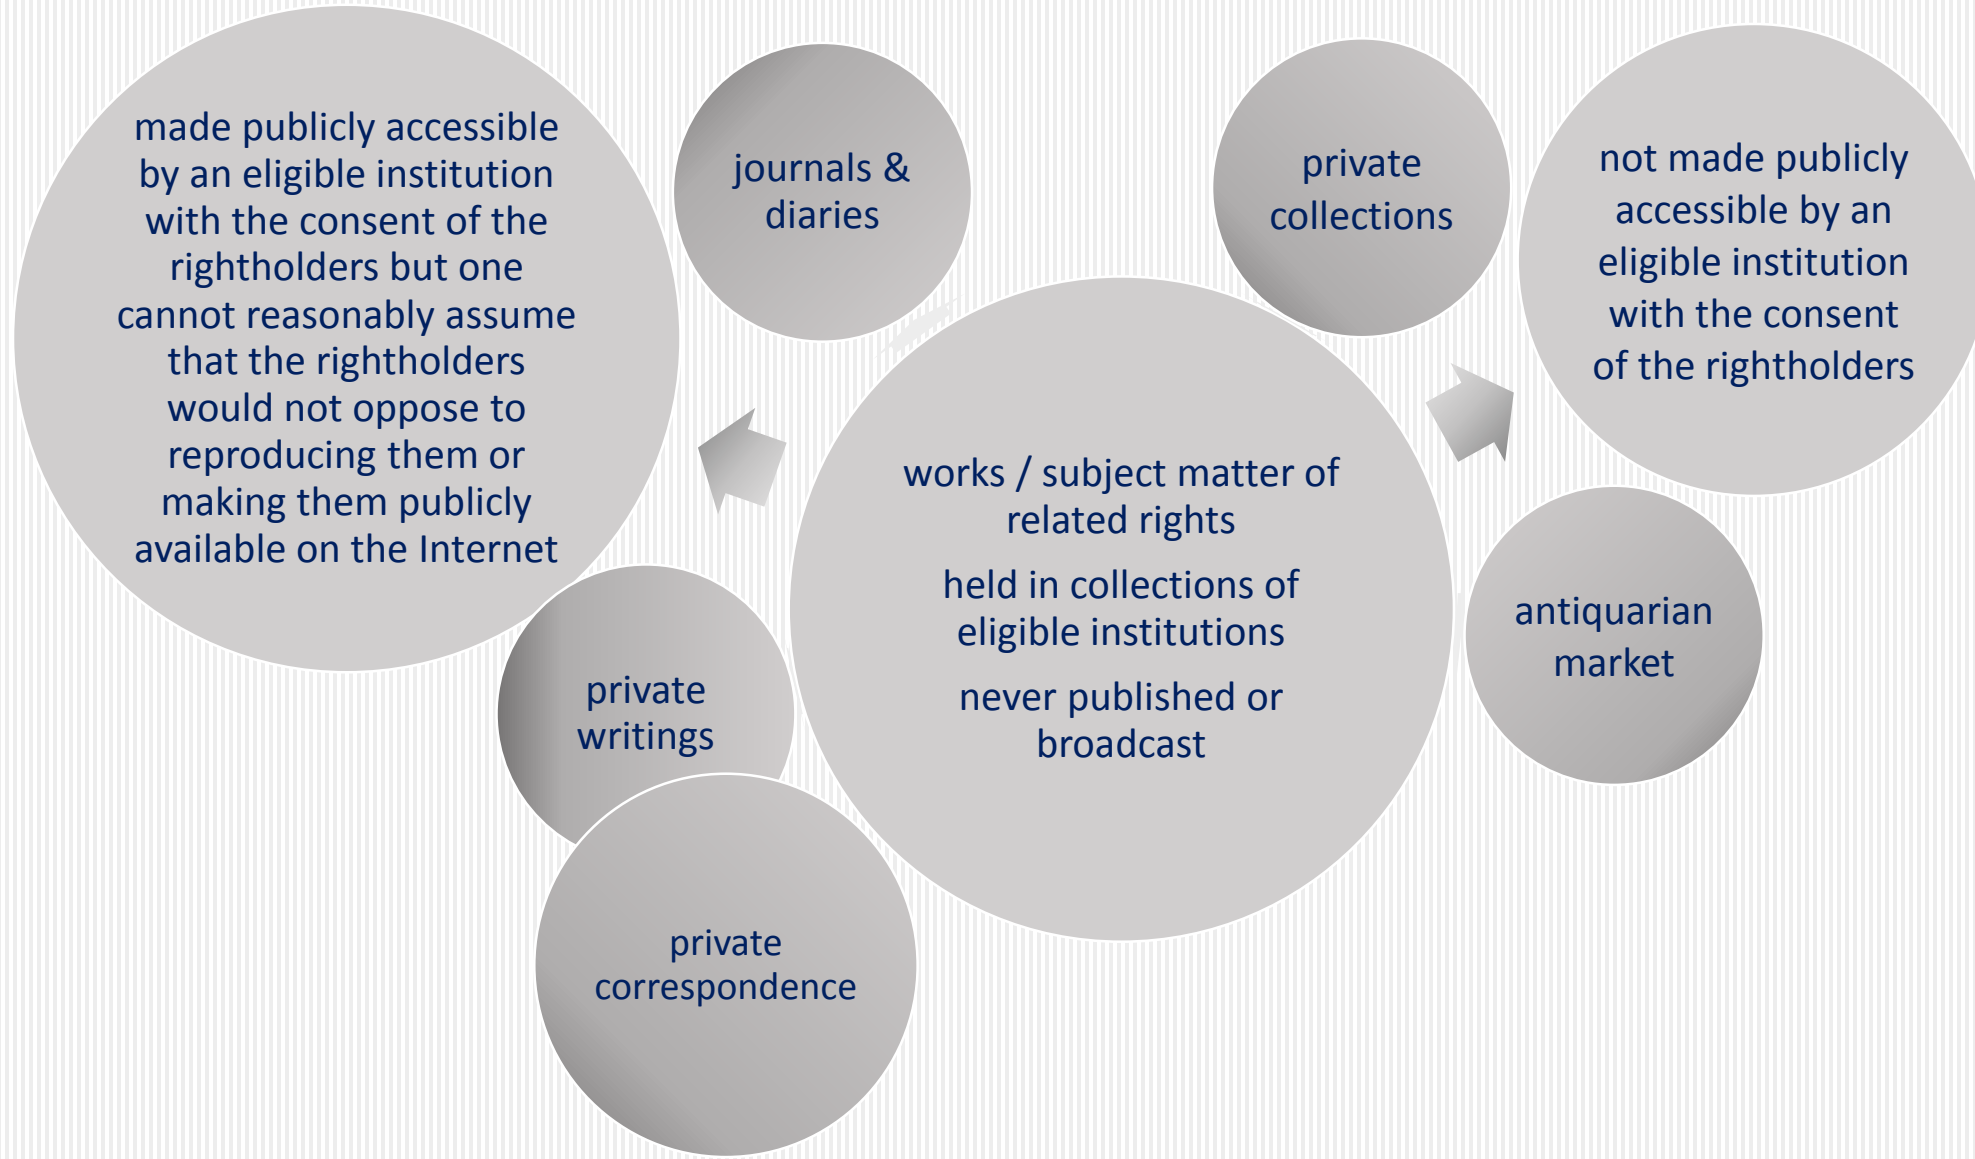 made publicly accessible
by an eligible institution
with the consent of the
rightholders but one
cannot reasonably assume
that the rightholders
would not oppose to
reproducing them or
making them publicly
available on the Internet
journals &
diaries
private
collections
not made publicly
accessible by an
eligible institution
with the consent
of the rightholders
works / subject matter of
related rights
held in collections of
eligible institutions
never published or
broadcast
antiquarian
market
private
writings
private
correspondence